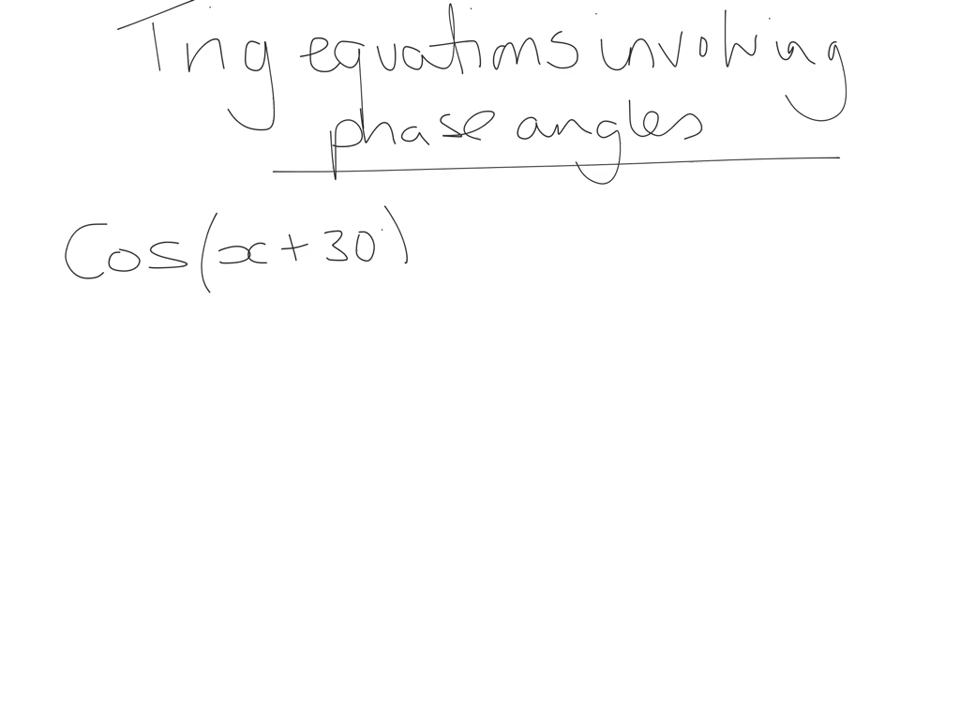 Trig equations involving
phase angles
Cos(x+30)